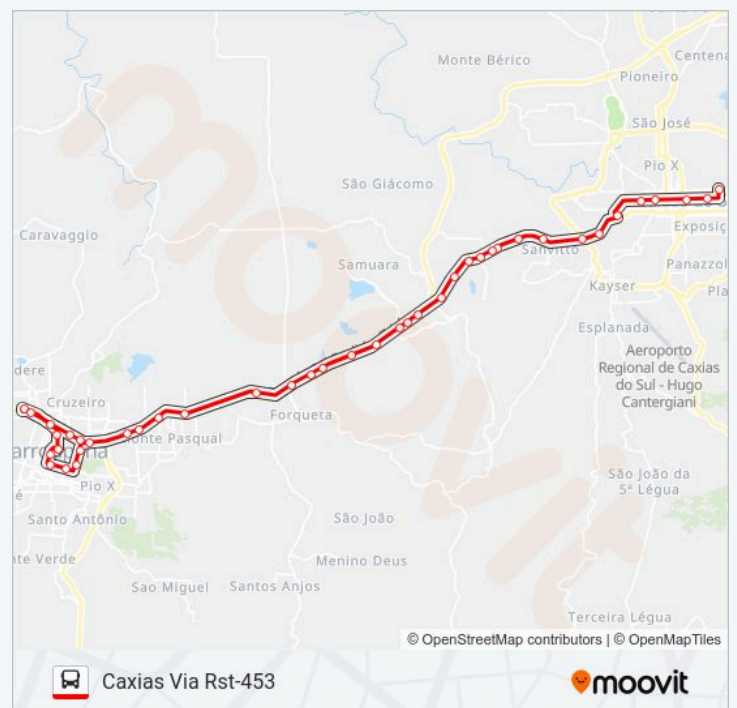 Monte Bérico
Centena
Pioneiro
São José
Pio X
São Giácomo
Caravaggio
Exposiç
Sanvitto
Samuara
Panazzol
Kayser
Pla
Esplanada
Aeroporto
Regional de Caxias
do Sul - Hugo
Cantergiani
dere
Cruzeiro
Forqueta
onte Pasqual
Pio X
São João da
5ª Légua
Santo Antônio
São João
nte Verde
Menino Deus
Sao Miguel
Santos Anjos
Terceira Légua
© OpenStreetMap contributors | © OpenMapTiles
Caxias Via Rst-453
moovit